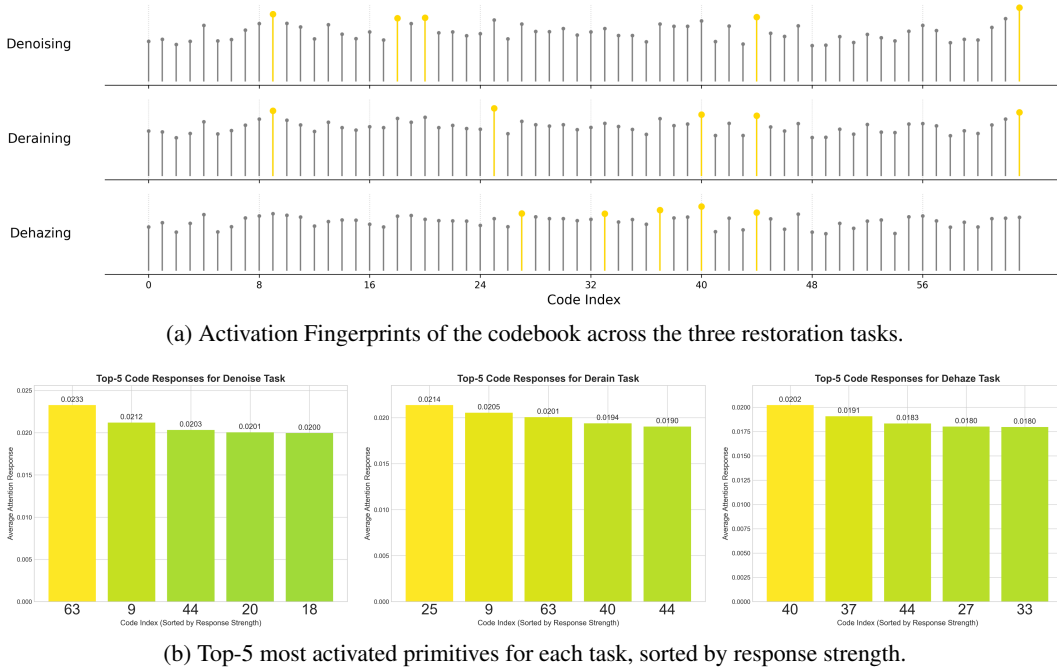 Denoising
Deraining
Dehazing
0 8 16 24 32 40 48 56
Code Index
(a) Activation Fingerprints of the codebook across the three restoration tasks.
Top-5 Code Responses for Denoise Task
Average Attention Response
0.025
0.020
0.015
0.010
0.005
0.000
0.0233 0.0212 0.0203 0.0201 0.0200
63 9 44 20 18
Code Index (Sorted by Response Strength)
Top-5 Code Responses for Derain Task
Average Attention Response
0.020
0.015
0.010
0.005
0.000
0.0214 0.0205 0.0201 0.0194 0.0190
25 9 63 40 44
Code Index (Sorted by Response Strength)
Top-5 Code Responses for Dehaze Task
Average Attention Response
0.0200
0.0175
0.0150
0.0125
0.0100
0.0075
0.0050
0.0025
0.0000
0.0202 0.0191 0.0183 0.0180 0.0180
40 37 44 27 33
Code Index (Sorted by Response Strength)
(b) Top-5 most activated primitives for each task, sorted by response strength.